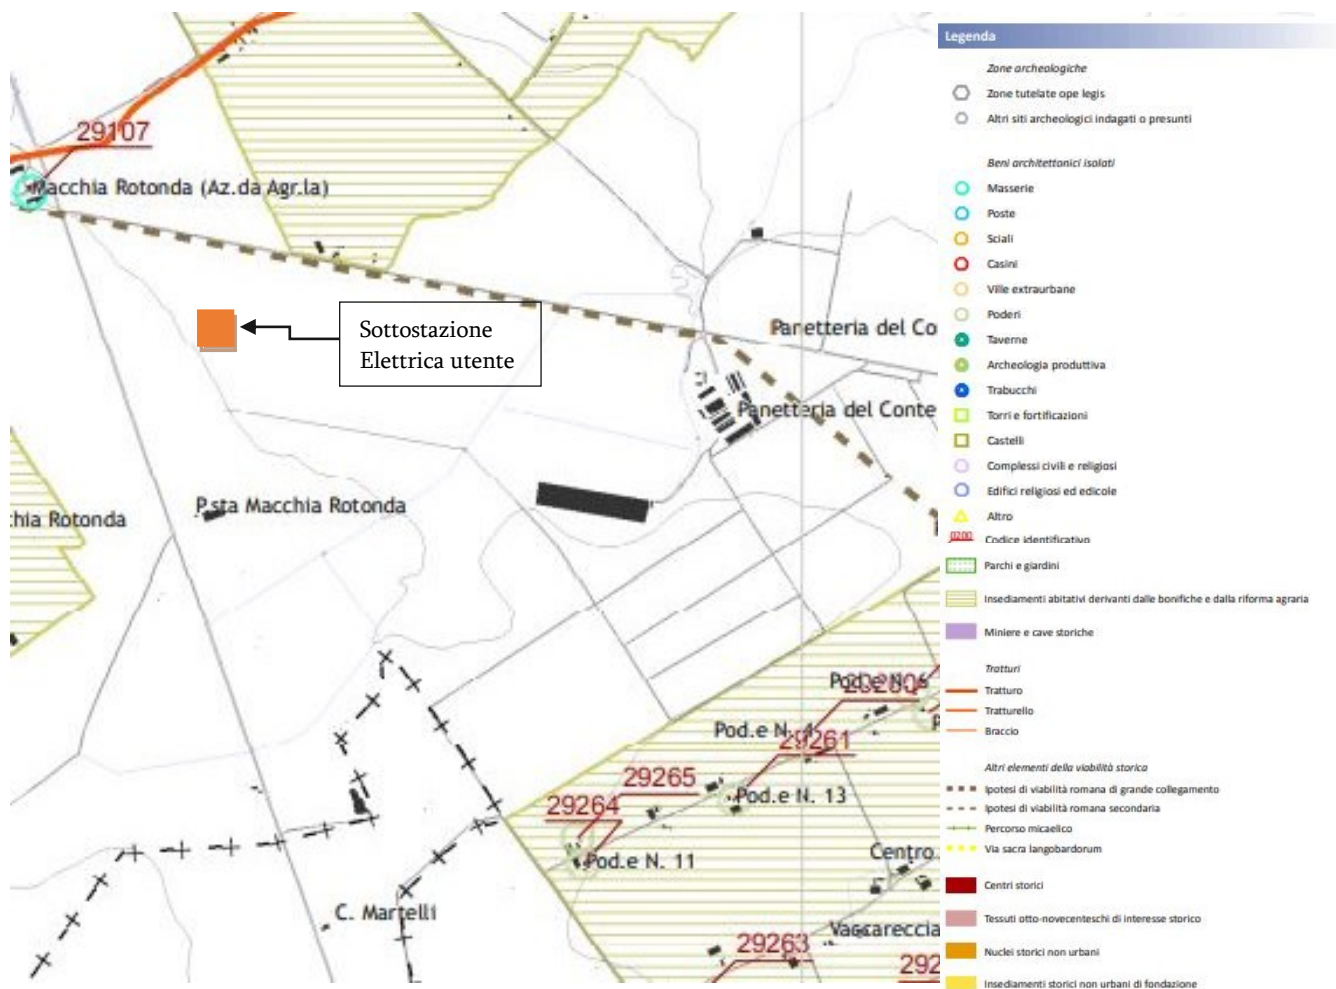 29107
Macchia Rotonda (Az.da Agr.la)
Sottostazione
Elettrica utente
Panetteria del Co
Panetteria del Conte
P.sta Macchia Rotonda
hia Rotonda
Pod.e N. 4
29261
29265
Pod.e N. 13
29264
Pod.e N. 11
Centro
C. Martelli
Vaccareccia
29263
292
Legenda
Zone archeologiche
Zone tutelate ope legis
Altri siti archeologici indagati o presunti
Beni architettonici isolati
Masserie
Poste
Sciali
Casini
Ville extraurbane
Poderi
Taverne
Archeologia produttiva
Trabucchi
Torri e fortificazioni
Castelli
Complessi civili e religiosi
Edifici religiosi ed edicole
Altro
Codice identificativo
Parchi e giardini
Insediamenti abitativi derivanti dalle bonifiche e dalla riforma agraria
Miniere e cave storiche
Tratturi
Tratturo
Tratturello
Braccio
Altri elementi della viabilità storica
Ipotesi di viabilità romana di grande collegamento
Ipotesi di viabilità romana secondaria
Percorso micaelico
Via sacra langobardorum
Centri storici
Tessuti otto-novecenteschi di interesse storico
Nuclei storici non urbani
Insediamenti storici non urbani di fondazione